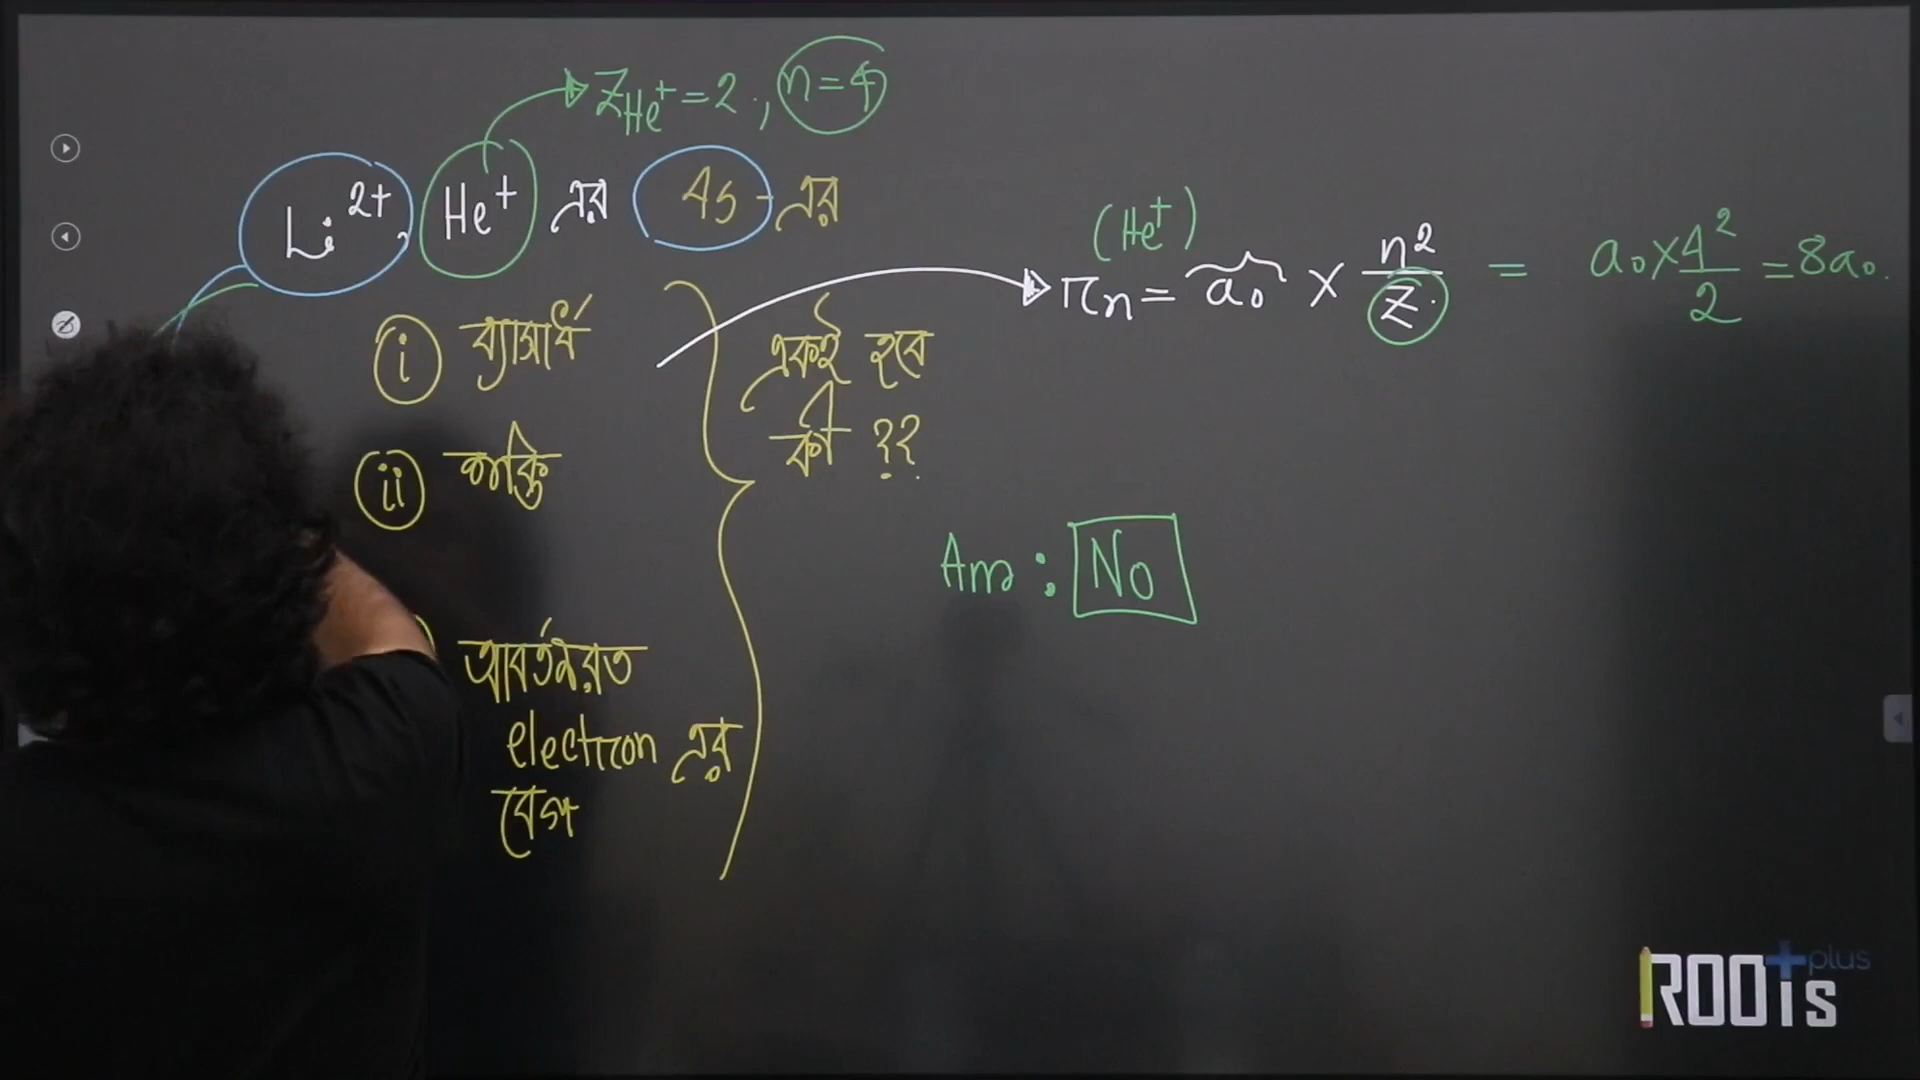 Z_He⁺ = 2, n = 4
Li²⁺, He⁺ এর 4s-এর
(i) ব্যাসার্ধ
(ii) শক্তি
আবর্তনরত
electron এর
বেগ
একই হবে
কী ??
(He⁺)
rn = a₀ × n²/Z = a₀ × 4²/2 = 8a₀.
Ans : No
ROOTs plus